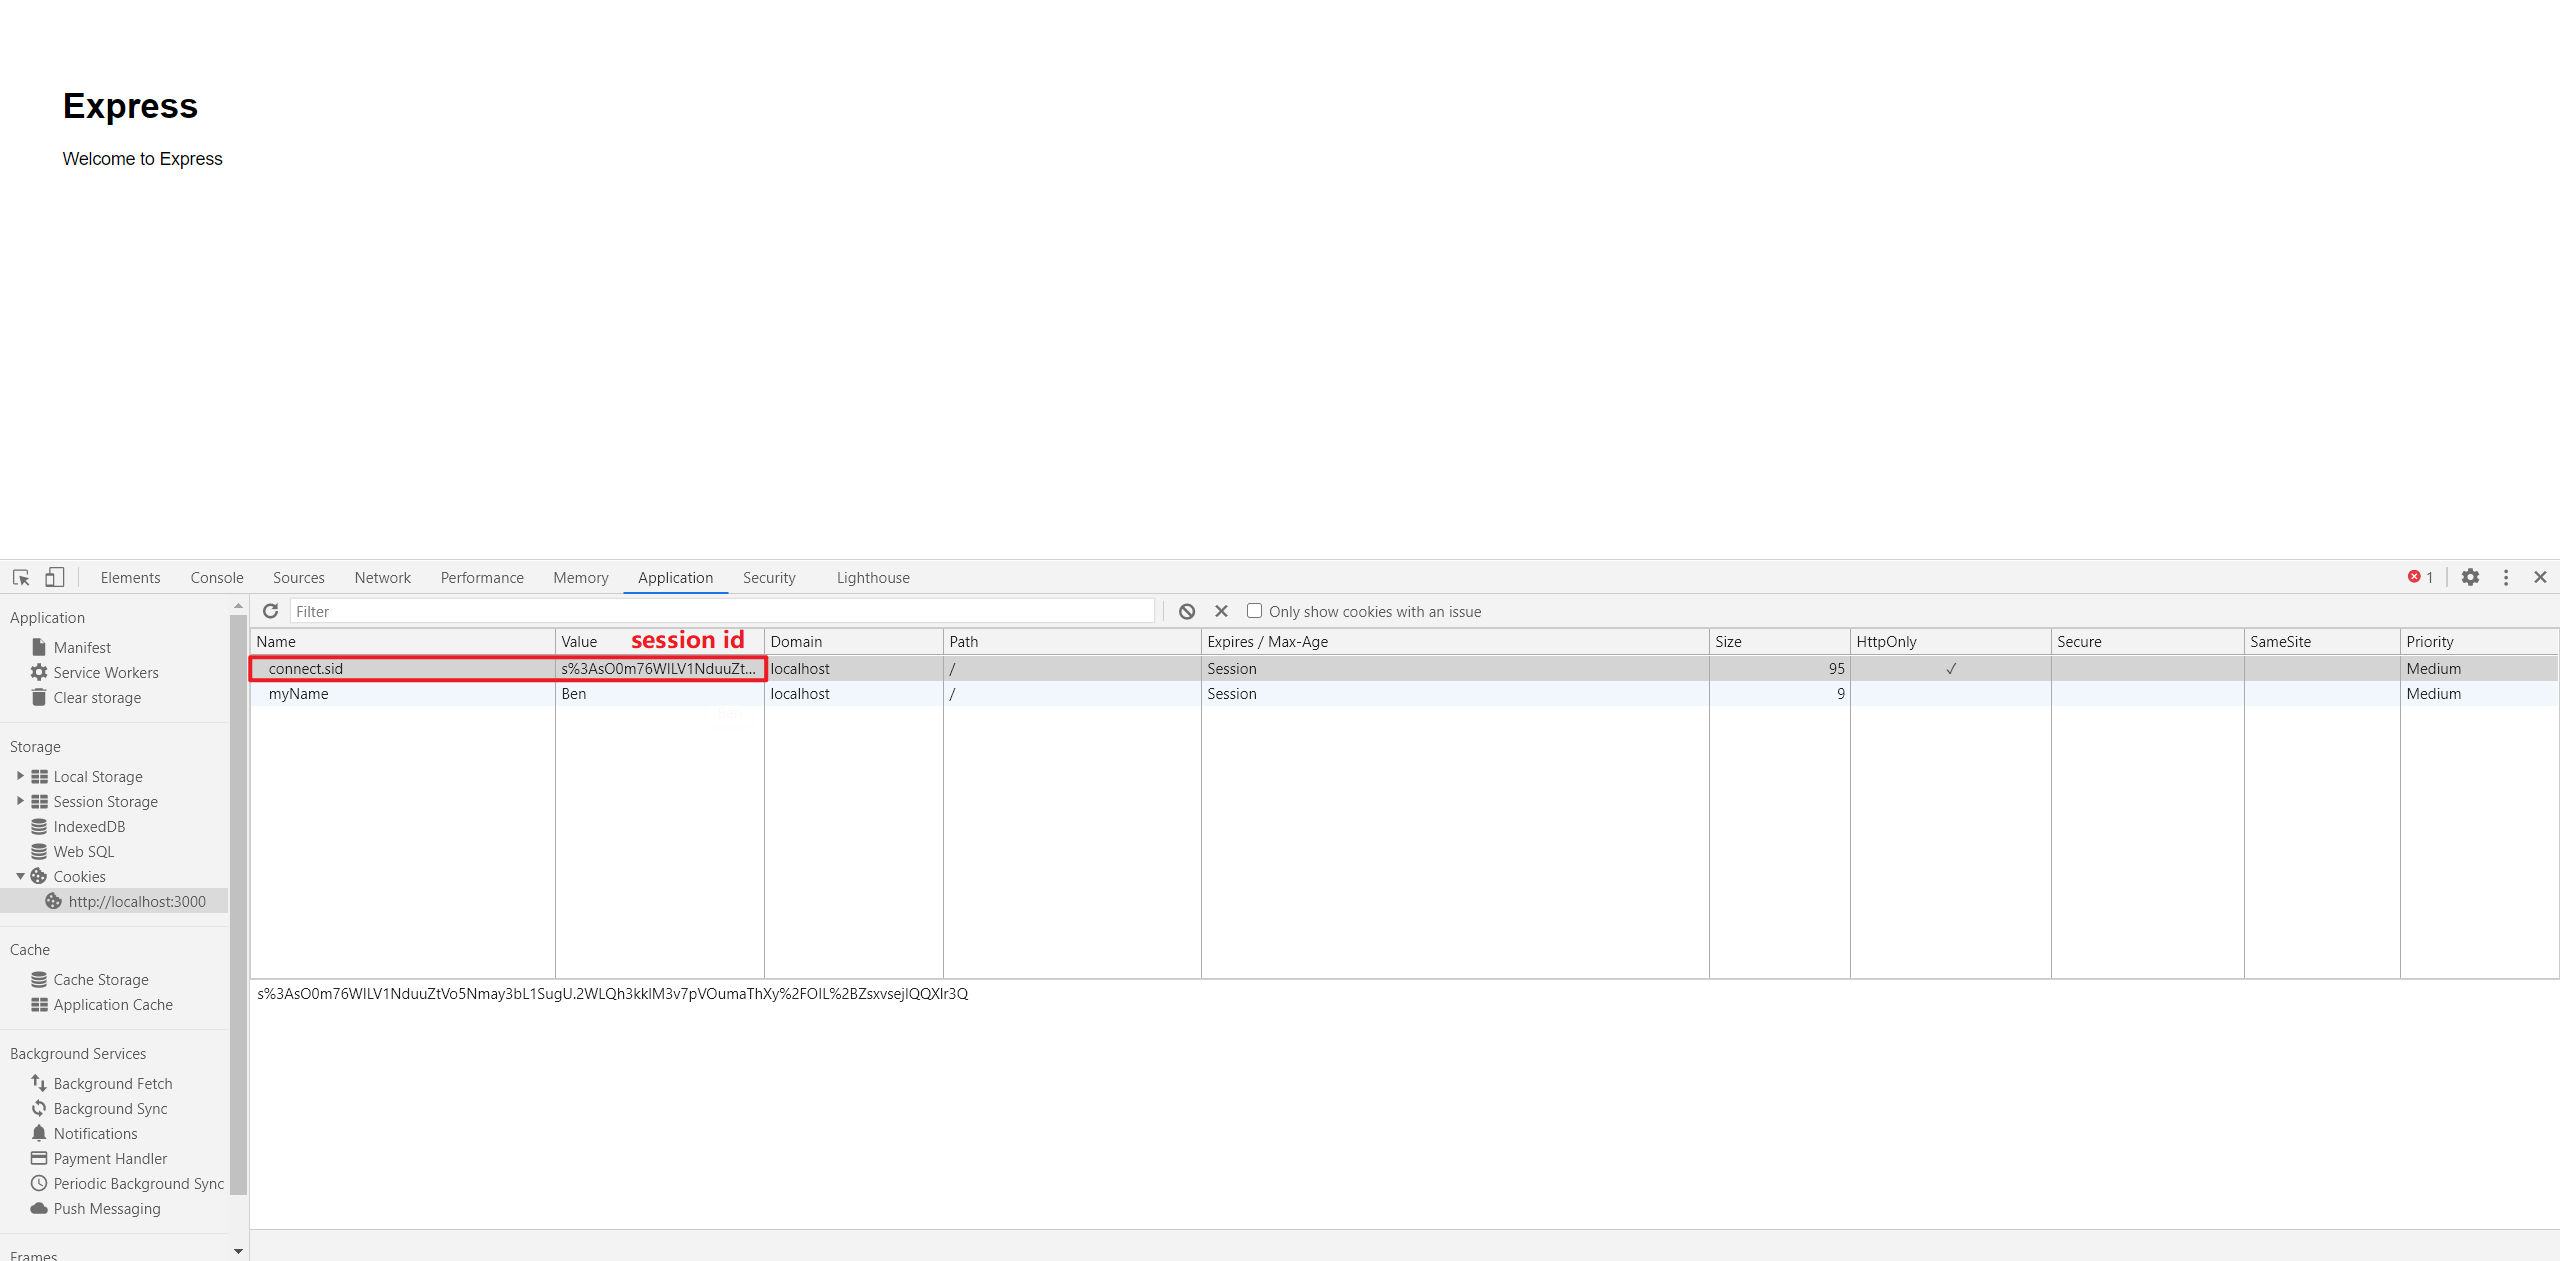 Express
Welcome to Express
Elements Console Sources Network Performance Memory Application Security Lighthouse 1
Application
Manifest
Service Workers
Clear storage
Storage
Local Storage
Session Storage
IndexedDB
Web SQL
Cookies
http://localhost:3000
Cache
Cache Storage
Application Cache
Background Services
Background Fetch
Background Sync
Notifications
Payment Handler
Periodic Background Sync
Push Messaging
Frames
Filter Only show cookies with an issue
Name Value session id Domain Path Expires / Max-Age Size HttpOnly Secure SameSite Priority
connect.sid s%3AsO0m76WILV1NduuZt... localhost / Session 95 ✓ Medium
myName Ben localhost / Session 9 Medium
s%3AsO0m76WILV1NduuZtVo5Nmay3bL1SugU.2WLQh3kklM3v7pVOumaThXy%2FOIL%2BZsxvsejlQQXIr3Q